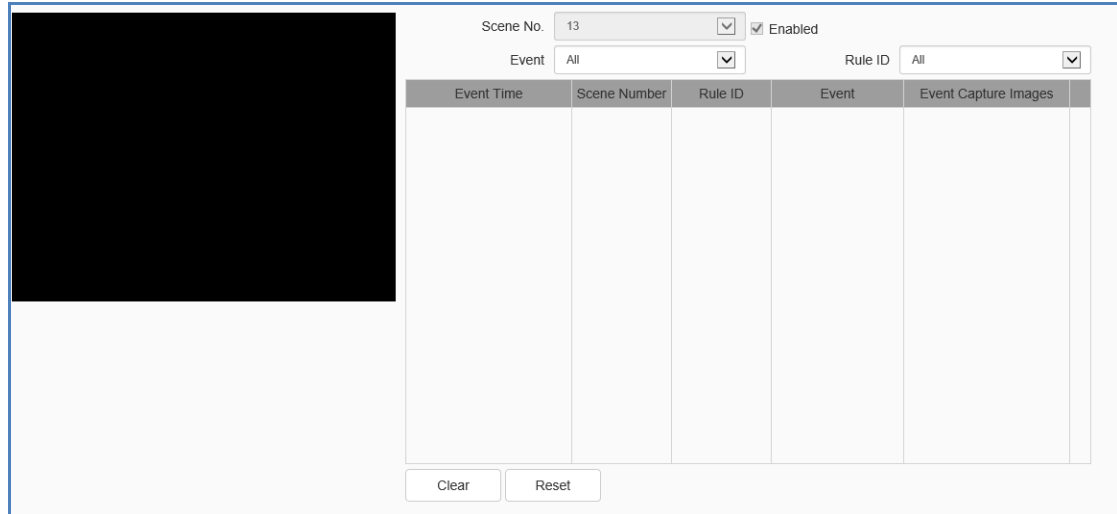 Scene No. 13 Enabled
Event All Rule ID All
Event Time Scene Number Rule ID Event Event Capture Images
Clear Reset